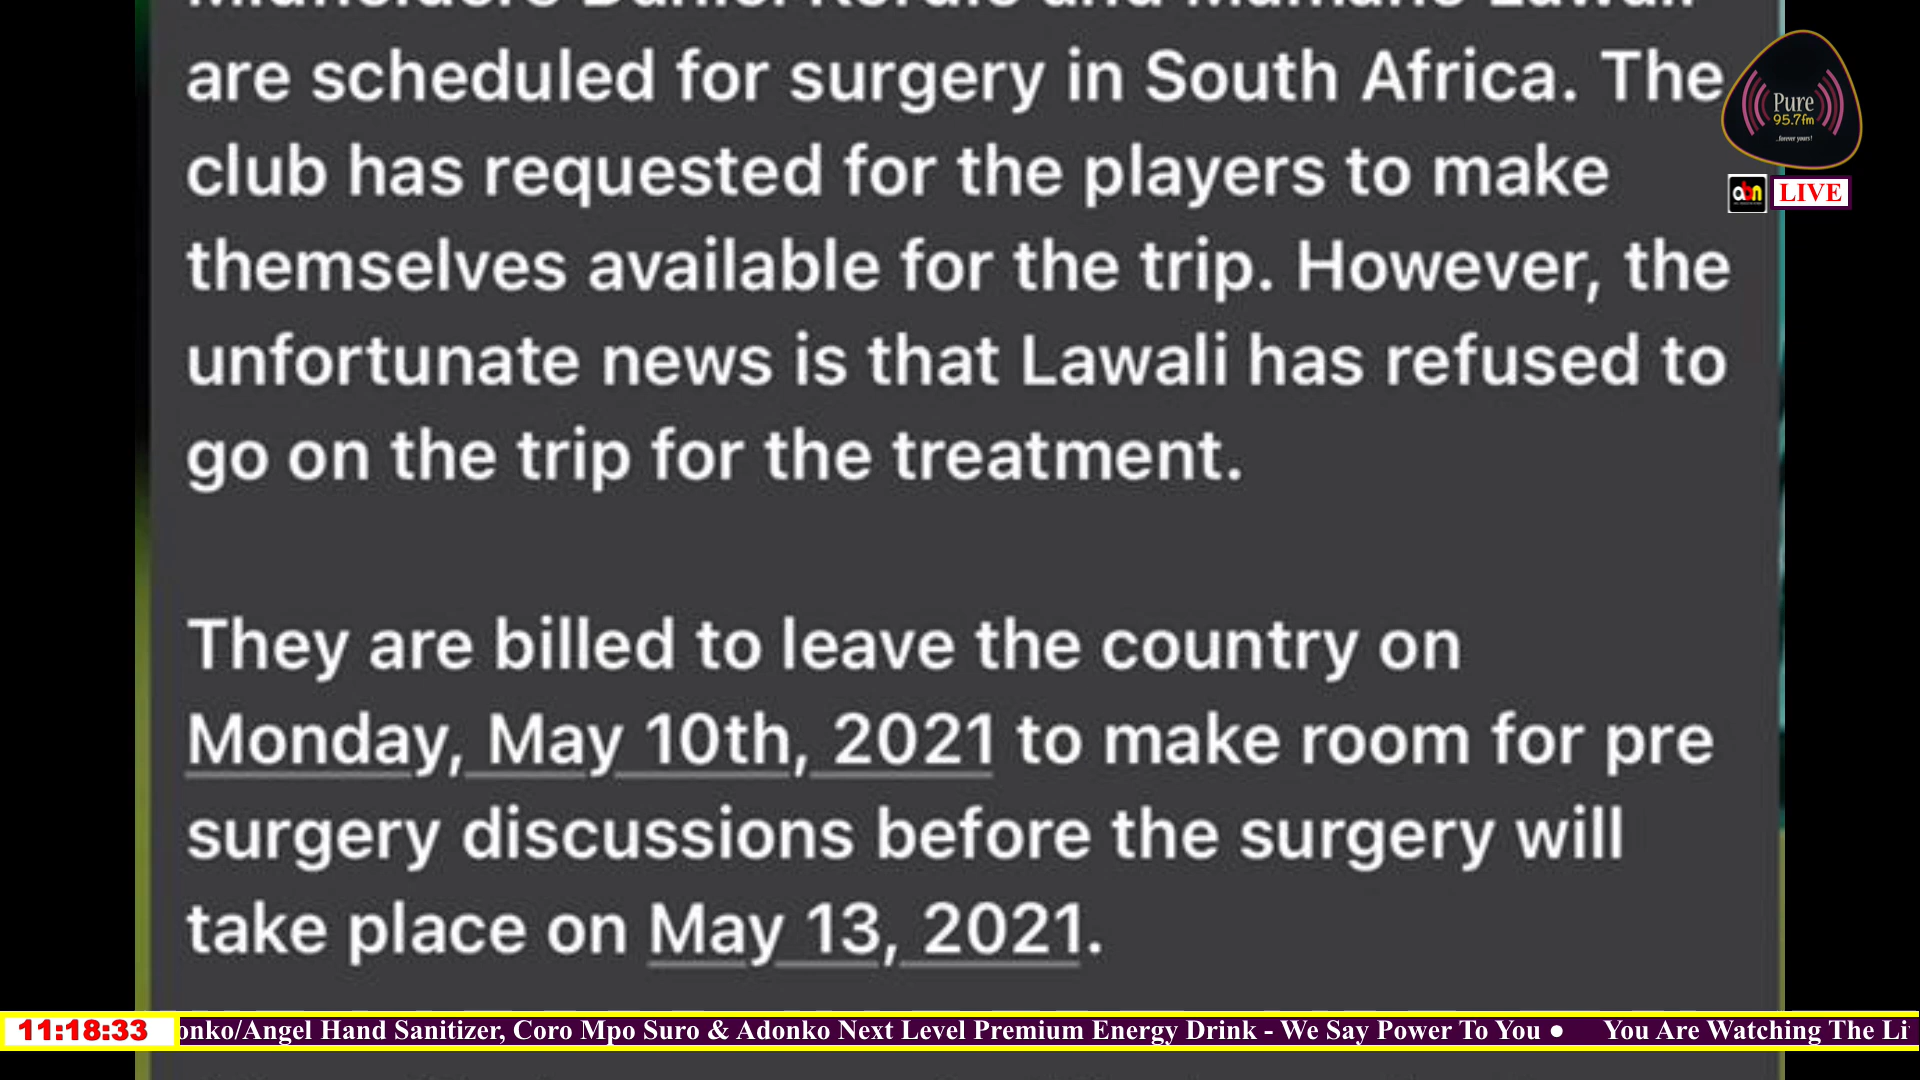 are scheduled for surgery in South Africa. The
club has requested for the players to make
themselves available for the trip. However, the
unfortunate news is that Lawali has refused to
go on the trip for the treatment.
They are billed to leave the country on
Monday, May 10th, 2021 to make room for pre
surgery discussions before the surgery will
take place on May 13, 2021.
Pure
95.7fm
...forever yours!
abn
LIVE
11:18:33
onko/Angel Hand Sanitizer, Coro Mpo Suro & Adonko Next Level Premium Energy Drink - We Say Power To You ● You Are Watching The Li